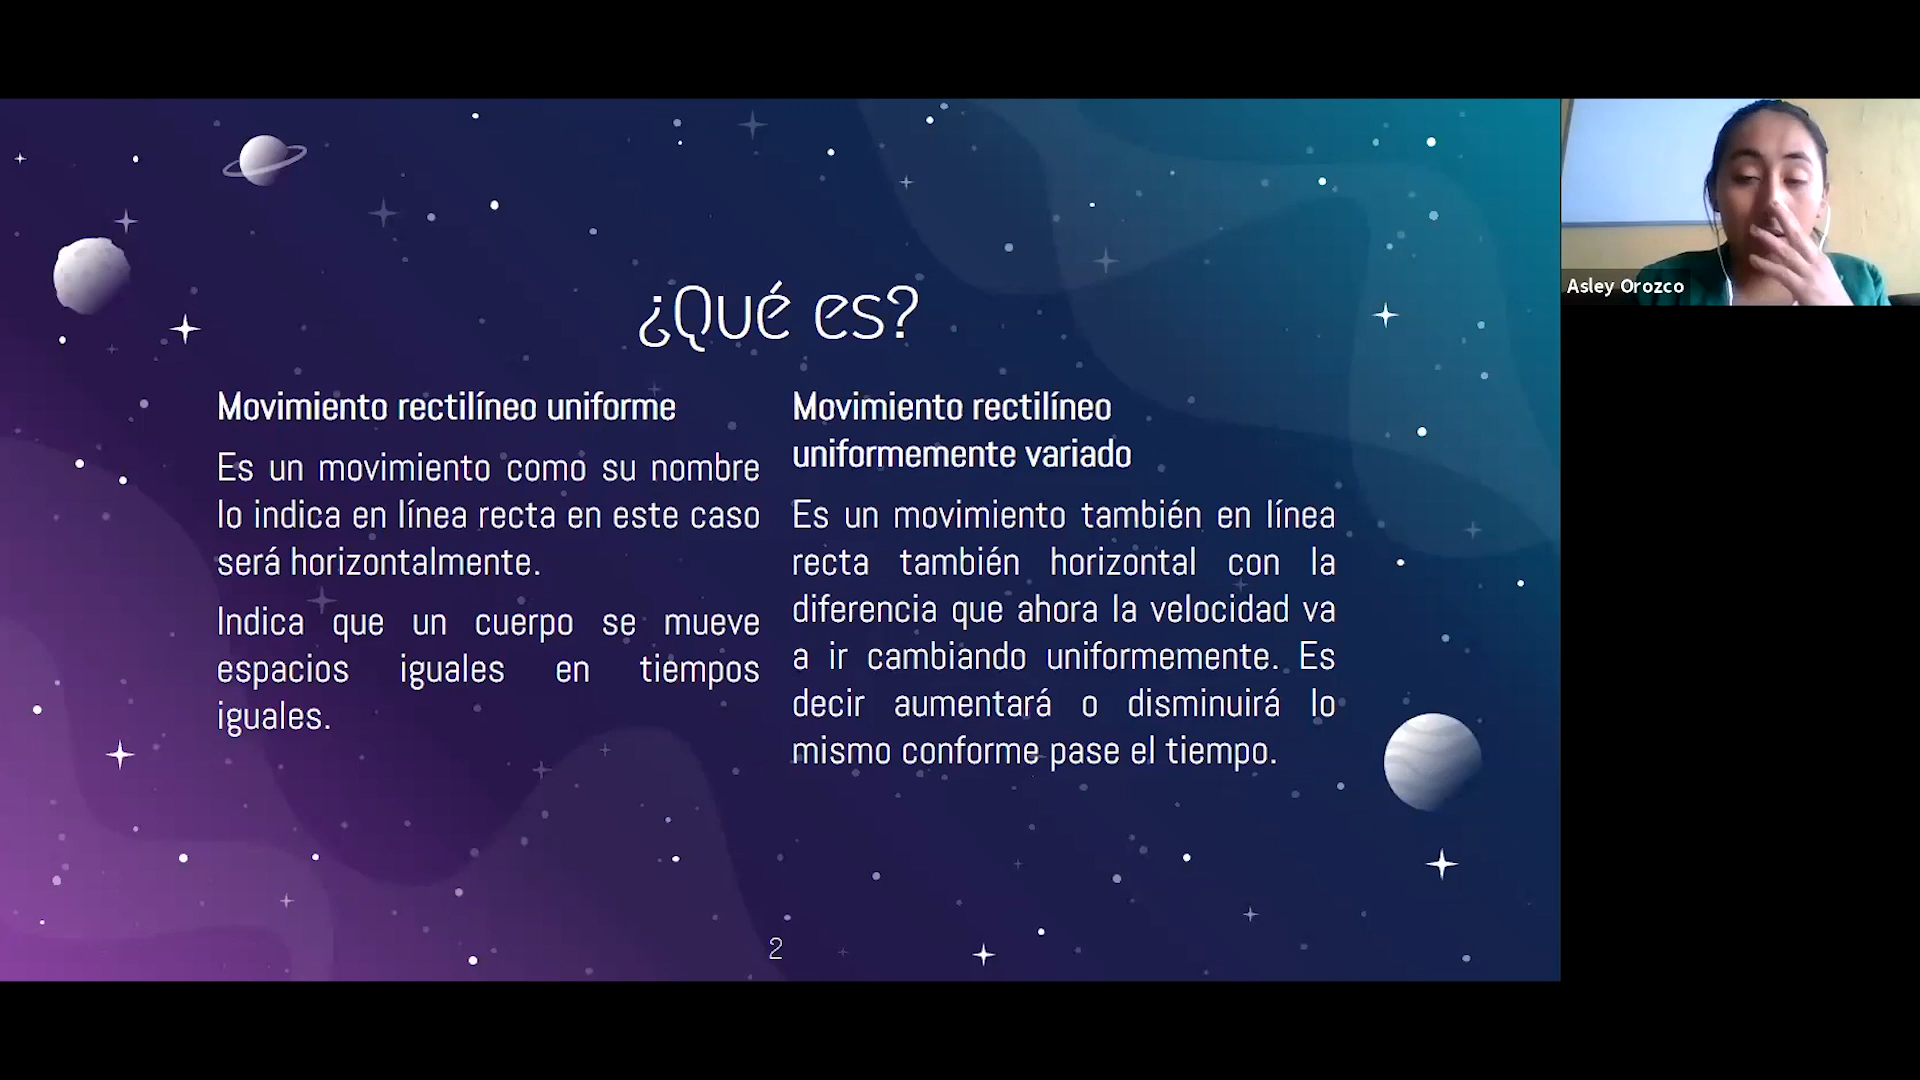 ¿Qué es?
Movimiento rectilíneo uniforme
Es un movimiento como su nombre
lo indica en línea recta en este caso
será horizontalmente.
Indica que un cuerpo se mueve
espacios iguales en tiempos
iguales.
Movimiento rectilíneo
uniformemente variado
Es un movimiento también en línea
recta también horizontal con la
diferencia que ahora la velocidad va
a ir cambiando uniformemente. Es
decir aumentará o disminuirá lo
mismo conforme pase el tiempo.
2
Asley Orozco